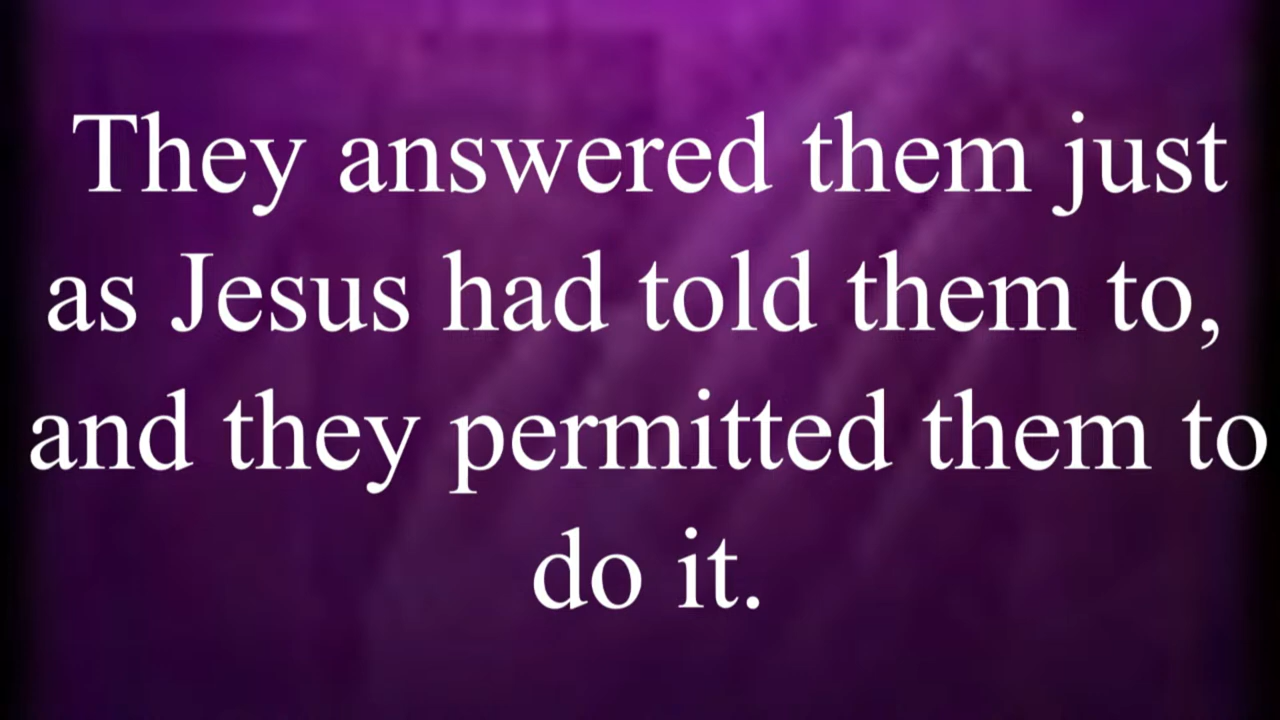 They answered them just
as Jesus had told them to,
and they permitted them to
do it.